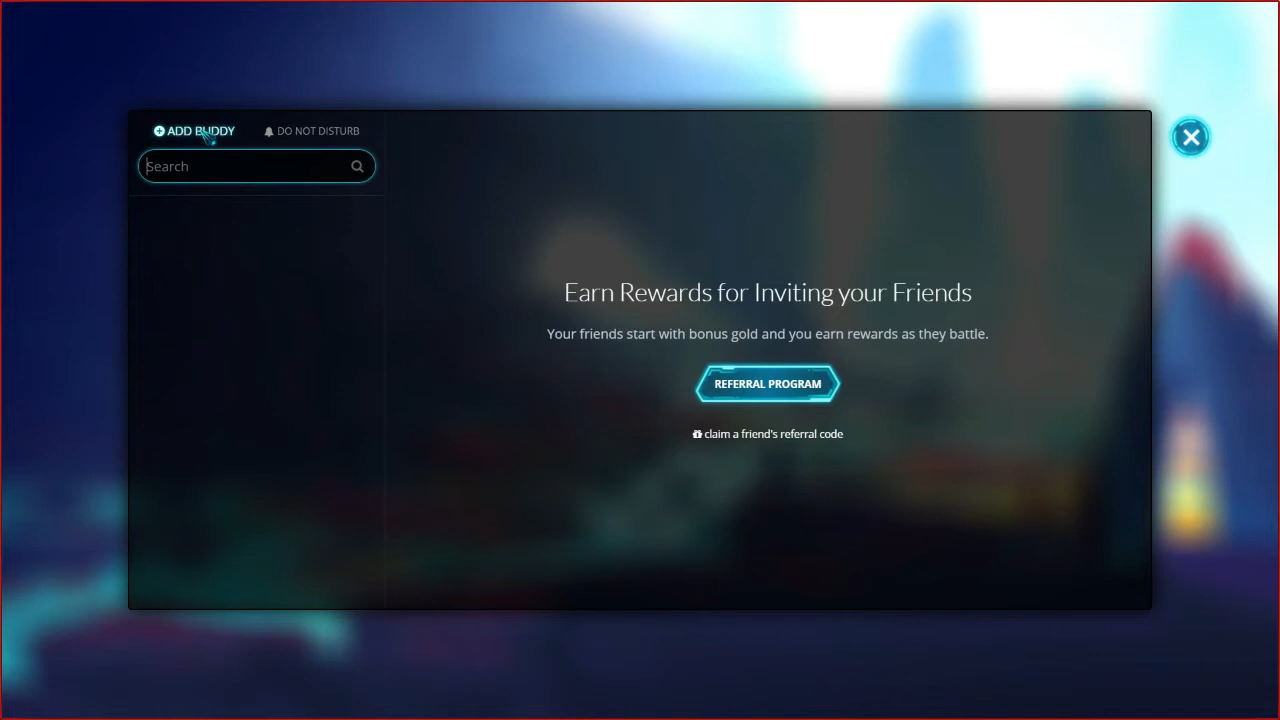 ADD BUDDY
DO NOT DISTURB
Search
Earn Rewards for Inviting your Friends
Your friends start with bonus gold and you earn rewards as they battle.
REFERRAL PROGRAM
claim a friend's referral code